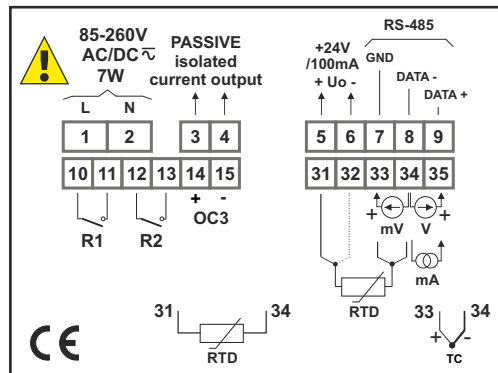 85-260V
AC/DC
7W
L N
PASSIVE
isolated
current output
+24V
/100mA
+ Uo -
RS-485
GND
DATA -
DATA +
1 2 3 4 5 6 7 8 9
10 11 12 13 14 15 31 32 33 34 35
+ -
R1 R2 OC3
+ mV V +
mA
RTD
31 34
RTD
33 34
+ -
TC
CE